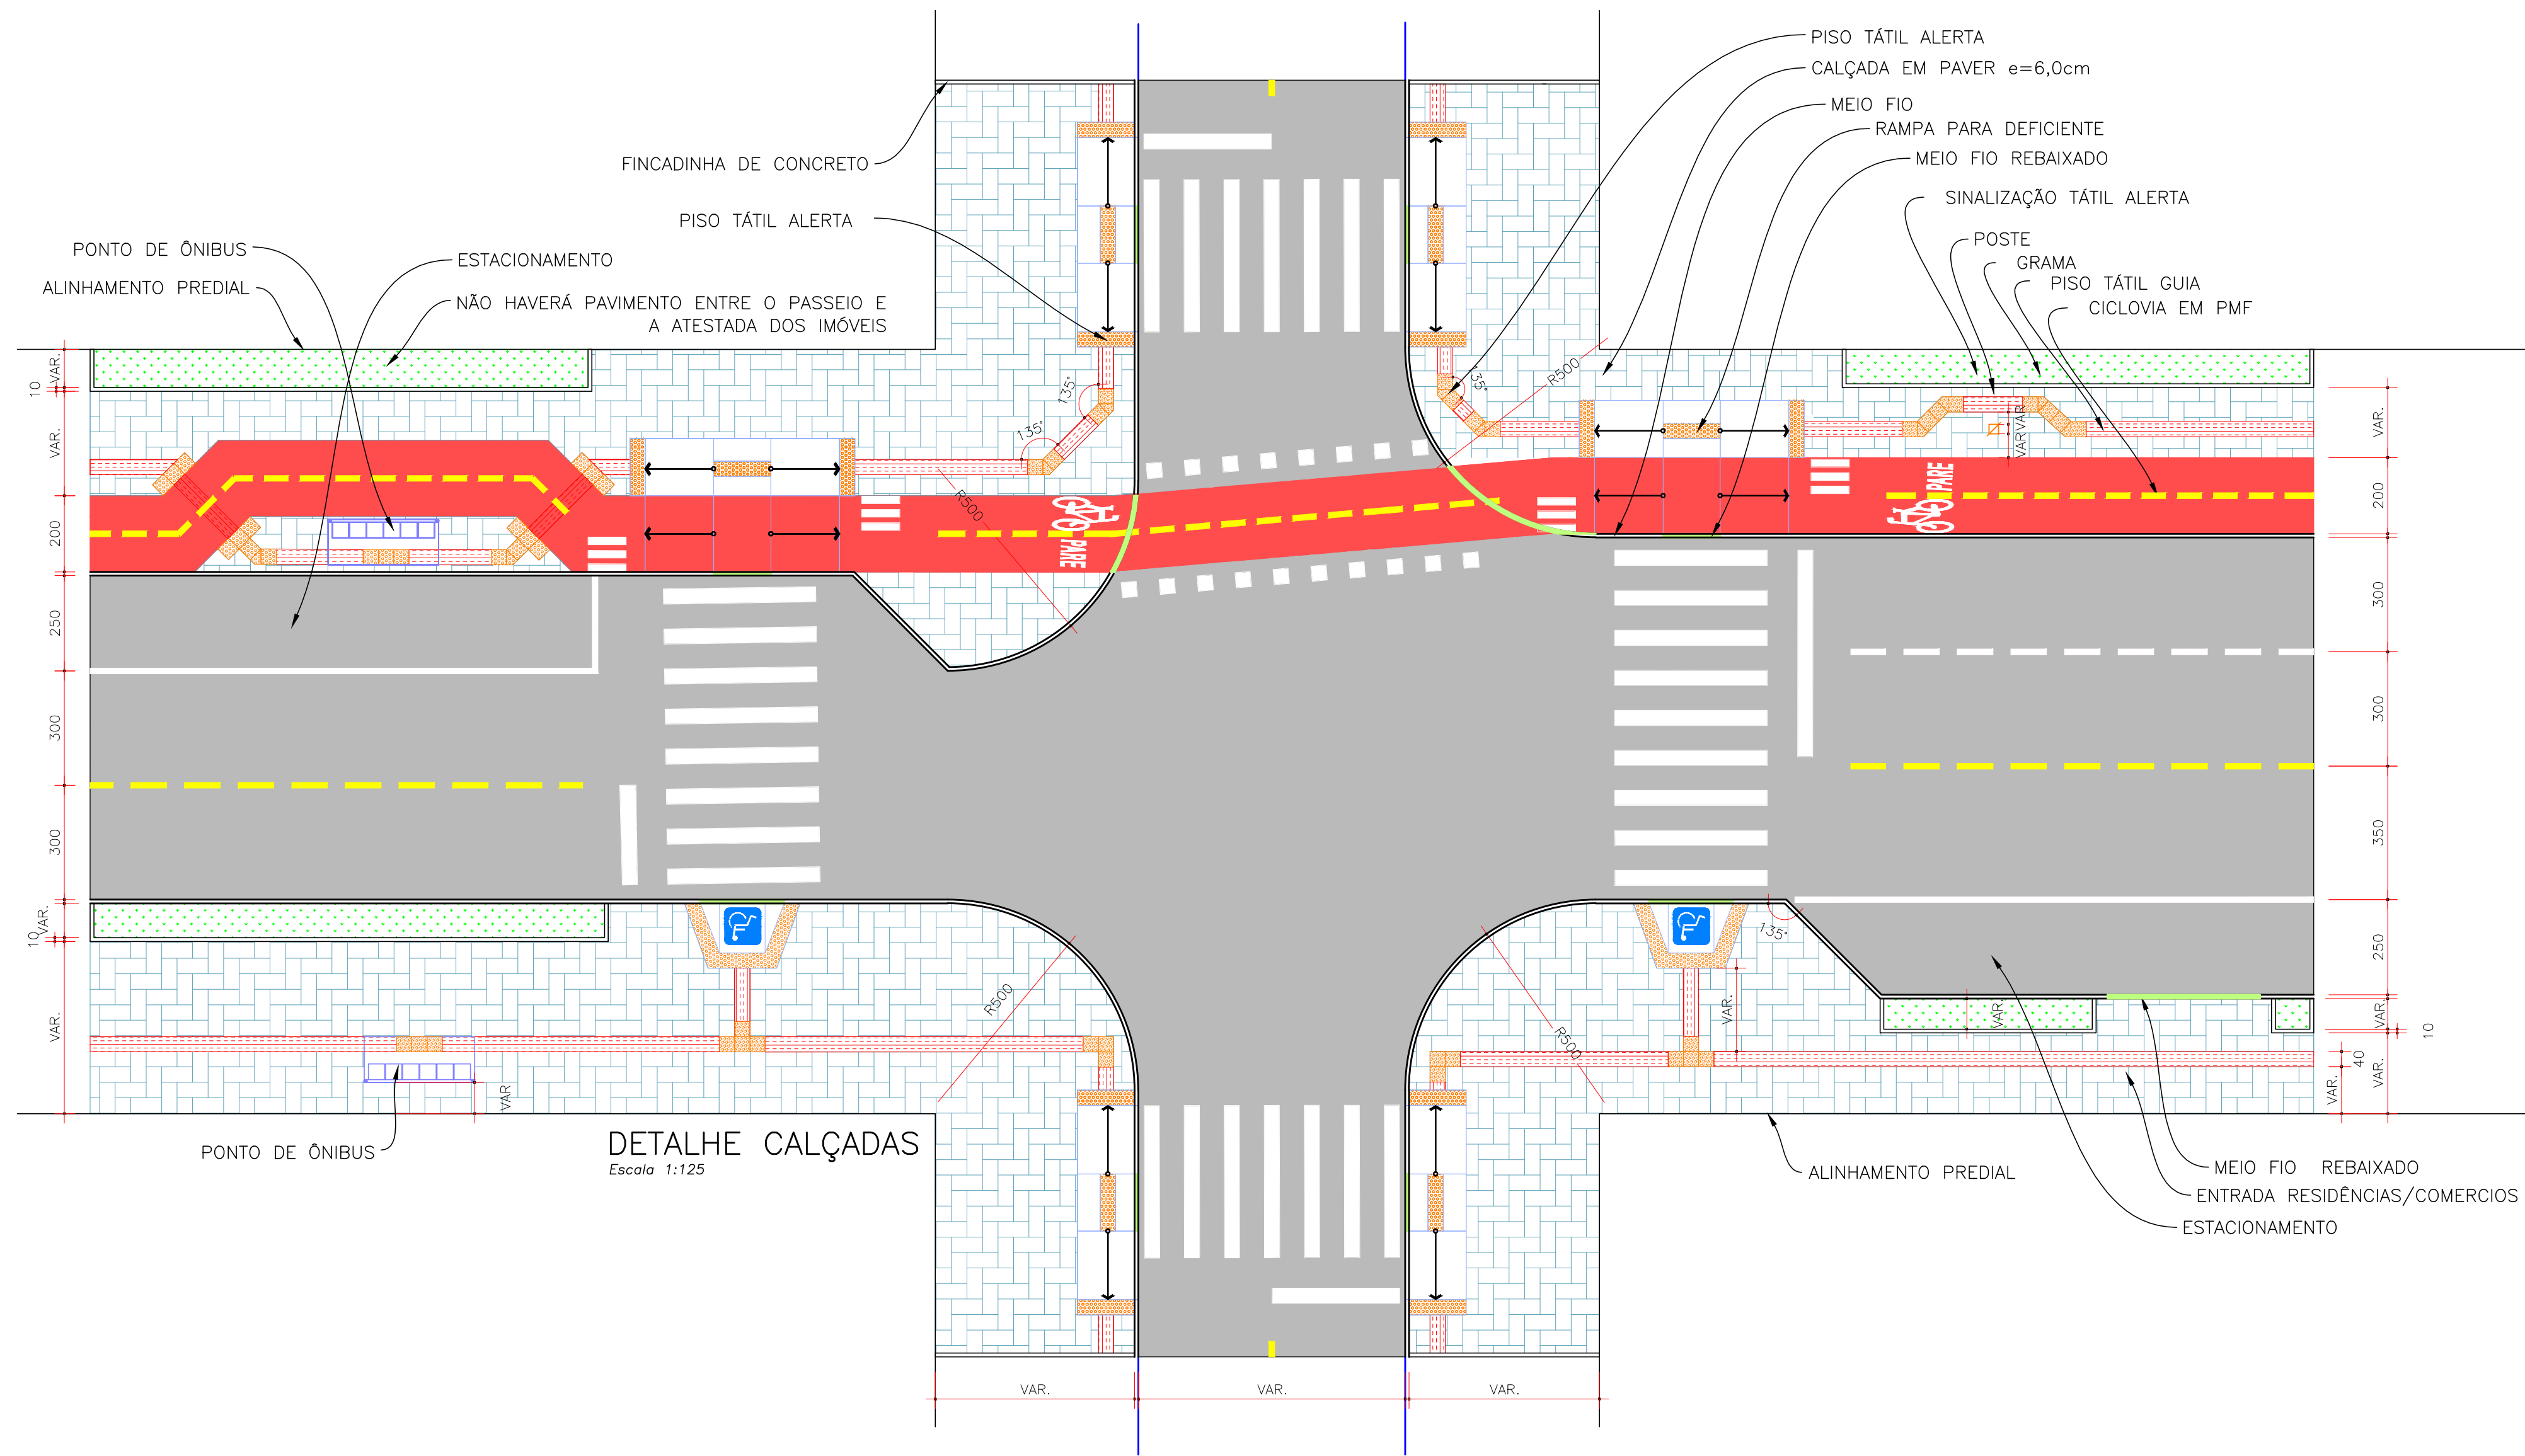 PISO TÁTIL ALERTA
CALÇADA EM PAVER e=6,0cm
MEIO FIO
RAMPA PARA DEFICIENTE
MEIO FIO REBAIXADO
SINALIZAÇÃO TÁTIL ALERTA
POSTE
GRAMA
PISO TÁTIL GUIA
CICLOVIA EM PMF
FINCADINHA DE CONCRETO
PISO TÁTIL ALERTA
PONTO DE ÔNIBUS
ESTACIONAMENTO
ALINHAMENTO PREDIAL
NÃO HAVERÁ PAVIMENTO ENTRE O PASSEIO E
A ATESTADA DOS IMÓVEIS
VAR.
10
VAR.
200
250
300
300
VAR.
10
VAR.
135°
135°
R500
PARE
135°
R500
VAR
VAR
PARE
VAR.
200
300
300
350
250
VAR.
10
40
VAR.
VAR.
R500
R500
135°
VAR.
VAR.
VAR
PONTO DE ÔNIBUS
DETALHE CALÇADAS
Escala 1:125
ALINHAMENTO PREDIAL
MEIO FIO REBAIXADO
ENTRADA RESIDÊNCIAS/COMERCIOS
ESTACIONAMENTO
VAR.
VAR.
VAR.